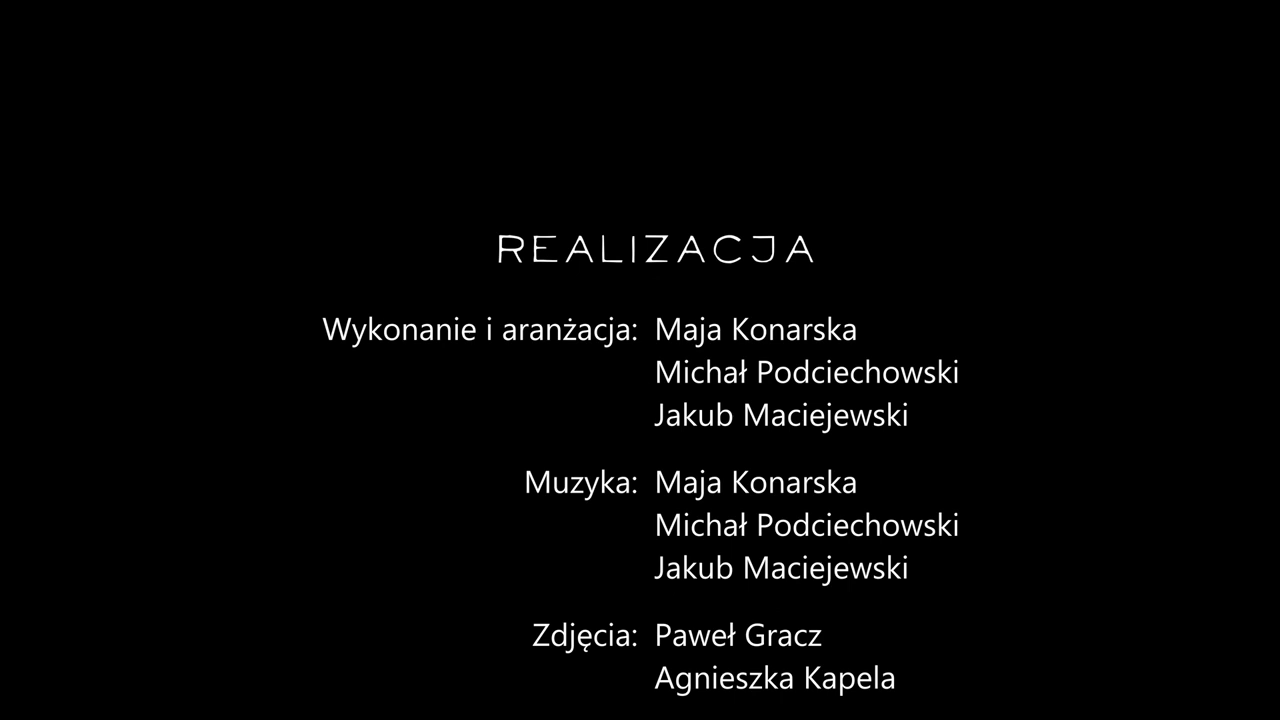 REALIZACJA
Wykonanie i aranżacja: Maja Konarska
Michał Podciechowski
Jakub Maciejewski
Muzyka: Maja Konarska
Michał Podciechowski
Jakub Maciejewski
Zdjęcia: Paweł Gracz
Agnieszka Kapela